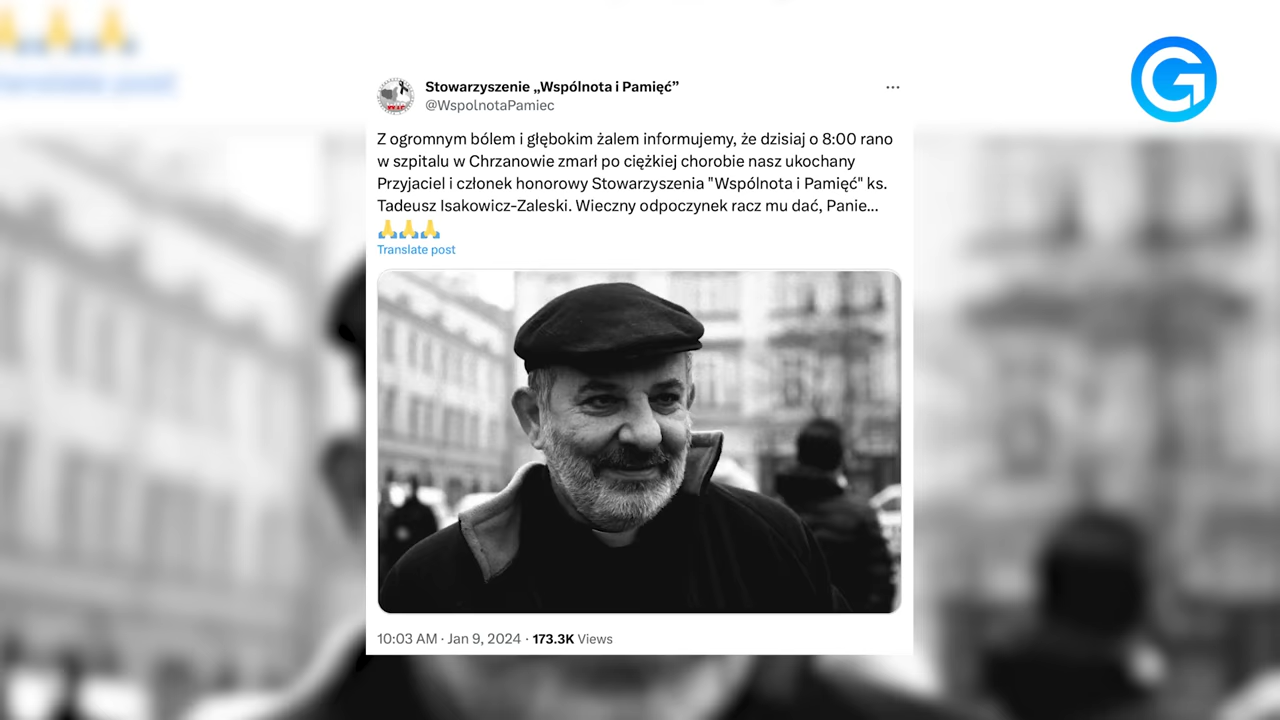 Stowarzyszenie „Wspólnota i Pamięć”
@WspolnotaPamiec
Z ogromnym bólem i głębokim żalem informujemy, że dzisiaj o 8:00 rano
w szpitalu w Chrzanowie zmarł po ciężkiej chorobie nasz ukochany
Przyjaciel i członek honorowy Stowarzyszenia "Wspólnota i Pamięć" ks.
Tadeusz Isakowicz-Zaleski. Wieczny odpoczynek racz mu dać, Panie...
🙏🙏🙏
Translate post
10:03 AM · Jan 9, 2024 · 173.3K Views